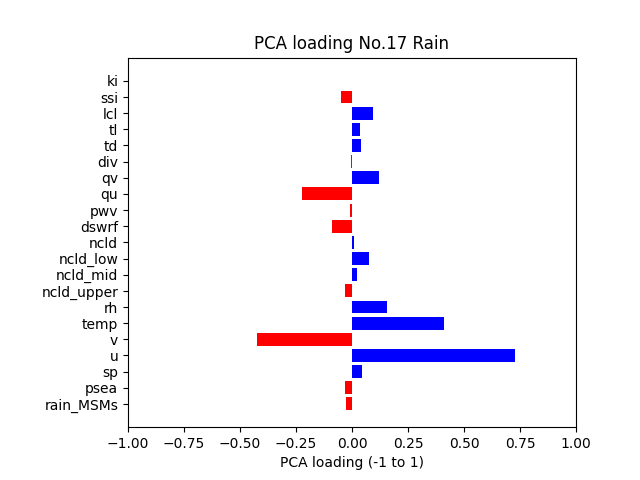 PCA loading No.17 Rain
ki
ssi
lcl
tl
td
div
qv
qu
pwv
dswrf
ncld
ncld_low
ncld_mid
ncld_upper
rh
temp
v
u
sp
psea
rain_MSMs
−1.00 −0.75 −0.50 −0.25 0.00 0.25 0.50 0.75 1.00
PCA loading (-1 to 1)